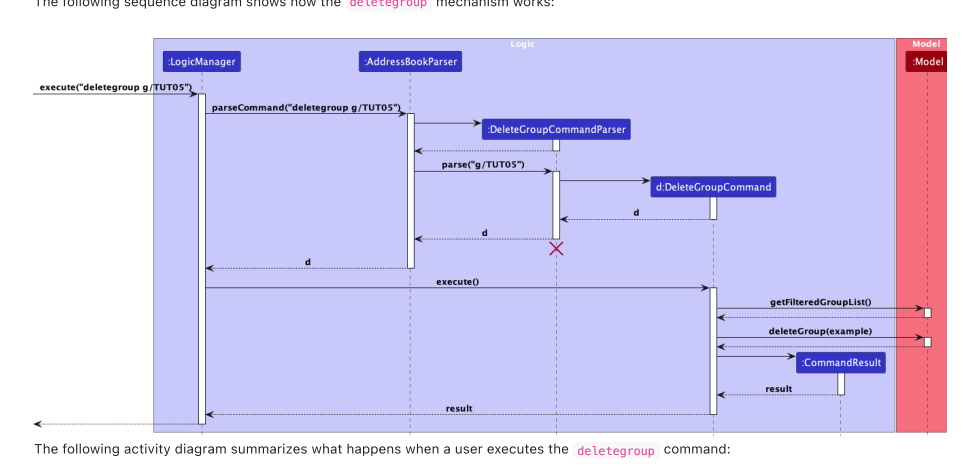 The following sequence diagram shows how the deletegroup mechanism works:
Logic
Model
:LogicManager
:AddressBookParser
:Model
execute("deletegroup g/TUT05")
parseCommand("deletegroup g/TUT05")
:DeleteGroupCommandParser
parse("g/TUT05")
d:DeleteGroupCommand
d
d
d
execute()
getFilteredGroupList()
deleteGroup(example)
:CommandResult
result
result
The following activity diagram summarizes what happens when a user executes the deletegroup command: